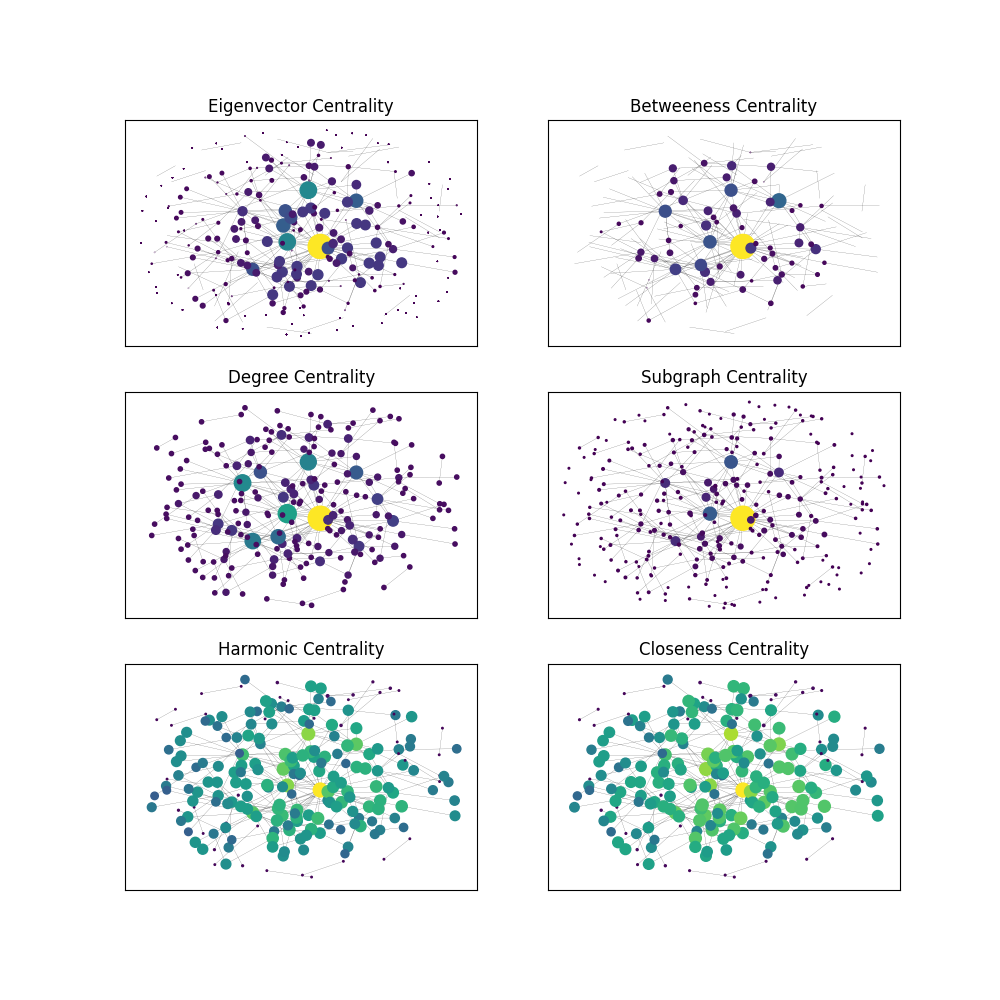 Eigenvector Centrality
Betweeness Centrality
Degree Centrality
Subgraph Centrality
Harmonic Centrality
Closeness Centrality